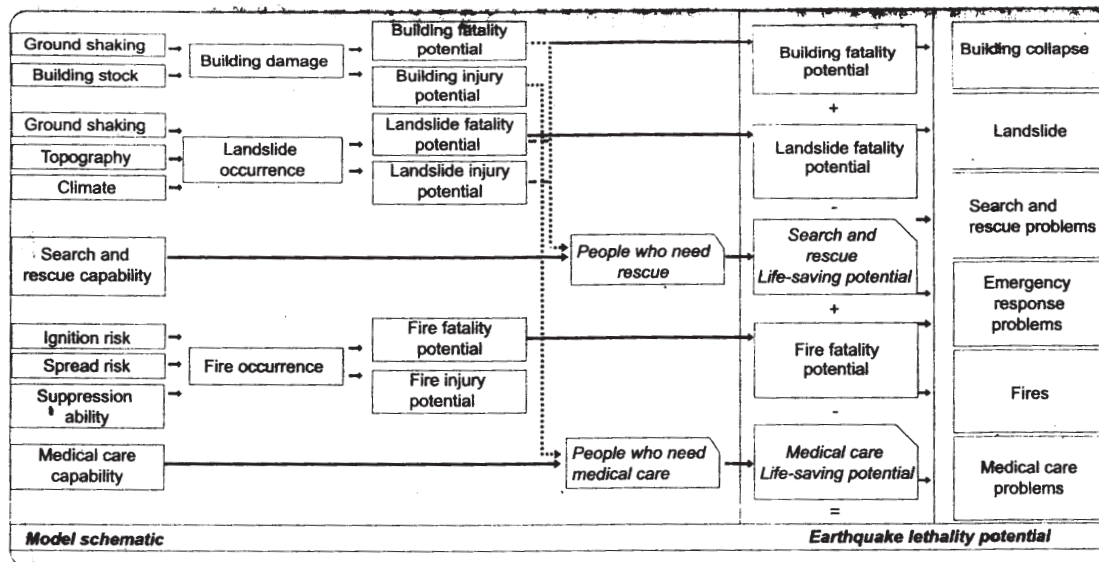 Ground shaking
Building stock
Building damage
Building fatality
potential
Building injury
potential
Ground shaking
Topography
Climate
Landslide
occurrence
Landslide fatality
potential
Landslide injury
potential
Search and
rescue capability
People who need
rescue
Ignition risk
Spread risk
Suppression
ability
Fire occurrence
Fire fatality
potential
Fire injury
potential
Medical care
capability
People who need
medical care
Building fatality
potential
+
Landslide fatality
potential
-
Search and
rescue
Life-saving potential
+
Fire fatality
potential
-
Medical care
Life-saving potential
=
Building collapse
Landslide
Search and
rescue problems
Emergency
response
problems
Fires
Medical care
problems
Model schematic
Earthquake lethality potential